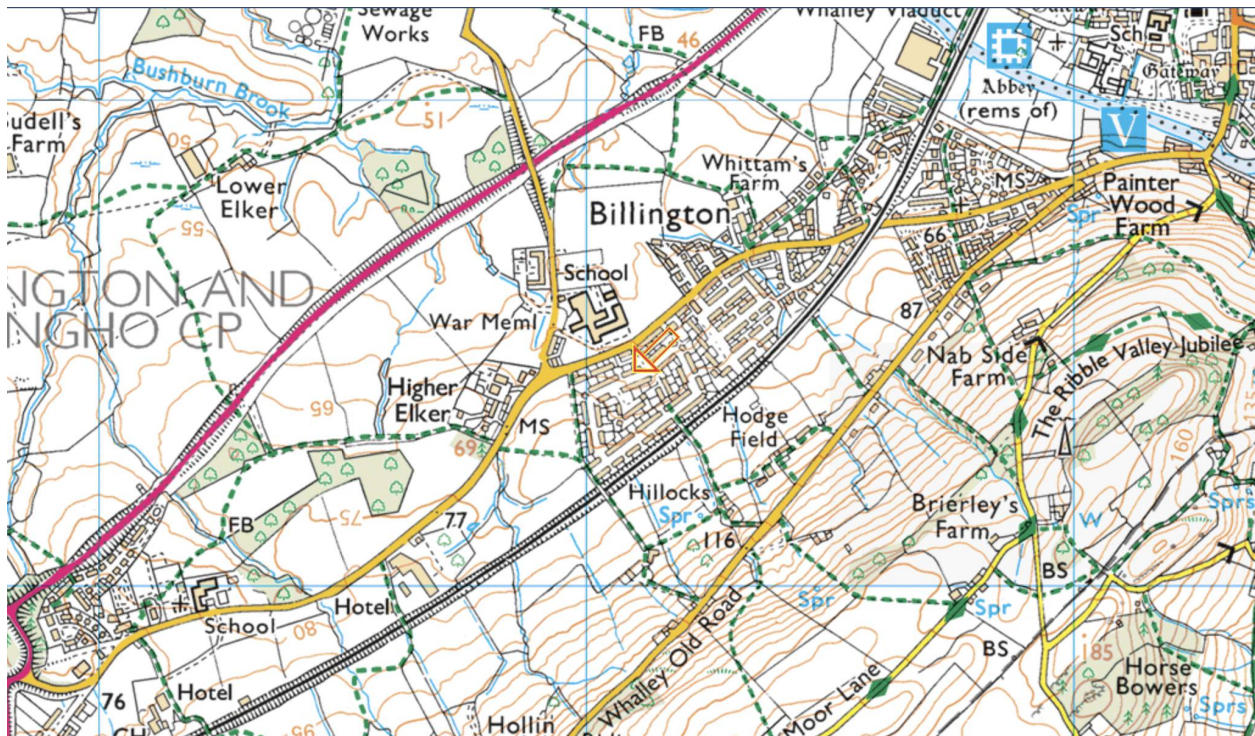 Sewage
Works
FB
46
Whalley Viaduct
Sch
Bushburn Brook
Abbey
(rems of)
Gateway
V
51
udell's
Farm
50
Lower
Elker
55
Whittam's
Farm
MS
Painter
Wood
Farm
Spr
Billington
66
NGTON AND
NGHO CP
School
War Meml
87
Nab Side
Farm
The Ribble Valley Jubilee
65
Higher
Elker
MS
69
Hodge
Field
160
Hillocks
Spr
Brierley's
Farm
W
Sprs
FB
75
77
116
BS
Hotel
School
80
Spr
Spr
BS
185
Horse
Bowers
Sprs
Whalley Old Road
Moor Lane
76
Hotel
Hollin
CH
95